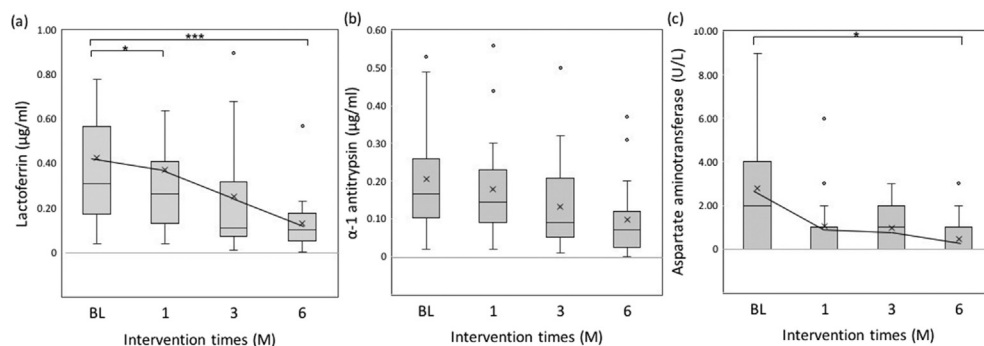 (a)
Lactoferrin (μg/ml)
1.00
0.80
0.60
0.40
0.20
0
***
*
BL 1 3 6
Intervention times (M)
(b)
α-1 antitrypsin (μg/ml)
0.60
0.50
0.40
0.30
0.20
0.10
0
BL 1 3 6
Intervention times (M)
(c)
Aspartate aminotransferase (U/L)
10.00
8.00
6.00
4.00
2.00
0
*
BL 1 3 6
Intervention times (M)